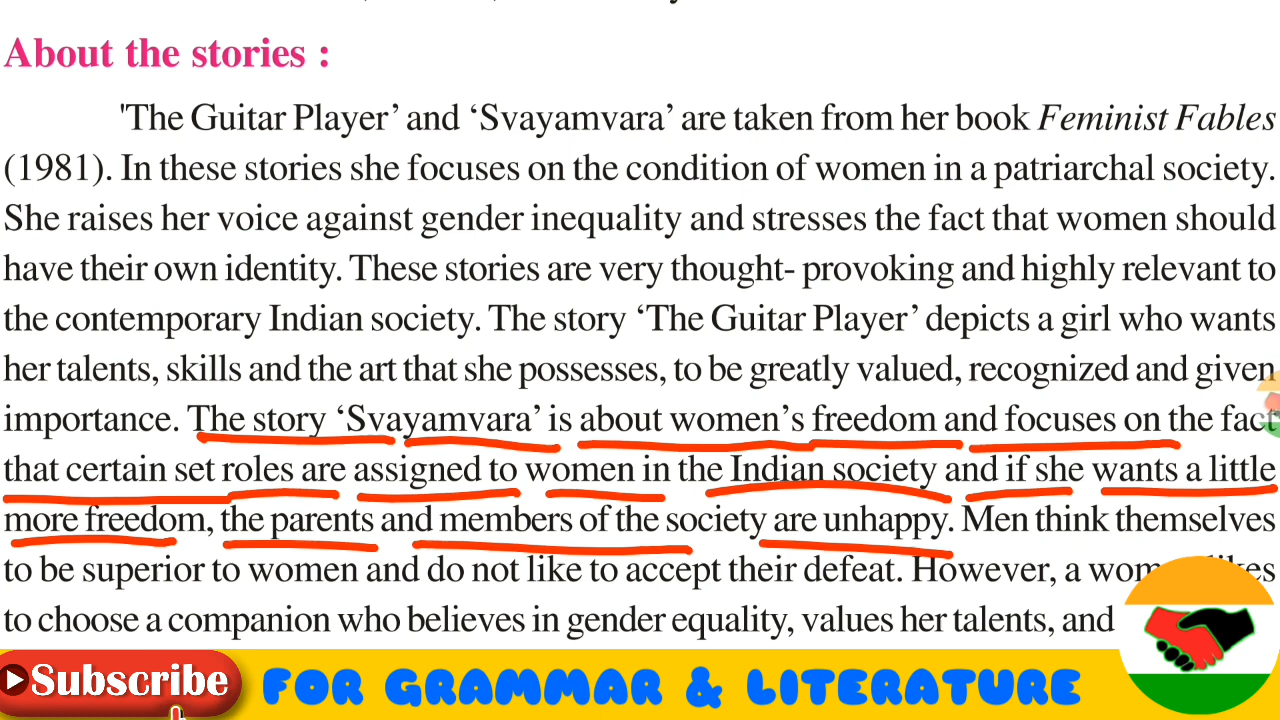 About the stories :
'The Guitar Player’ and ‘Svayamvara’ are taken from her book Feminist Fables
(1981). In these stories she focuses on the condition of women in a patriarchal society.
She raises her voice against gender inequality and stresses the fact that women should
have their own identity. These stories are very thought- provoking and highly relevant to
the contemporary Indian society. The story ‘The Guitar Player’ depicts a girl who wants
her talents, skills and the art that she possesses, to be greatly valued, recognized and given
importance. The story ‘Svayamvara’ is about women’s freedom and focuses on the fact
that certain set roles are assigned to women in the Indian society and if she wants a little
more freedom, the parents and members of the society are unhappy. Men think themselves
to be superior to women and do not like to accept their defeat. However, a
to choose a companion who believes in gender equality, values her talents, and
Subscribe FOR GRAMMAR & LITERATURE